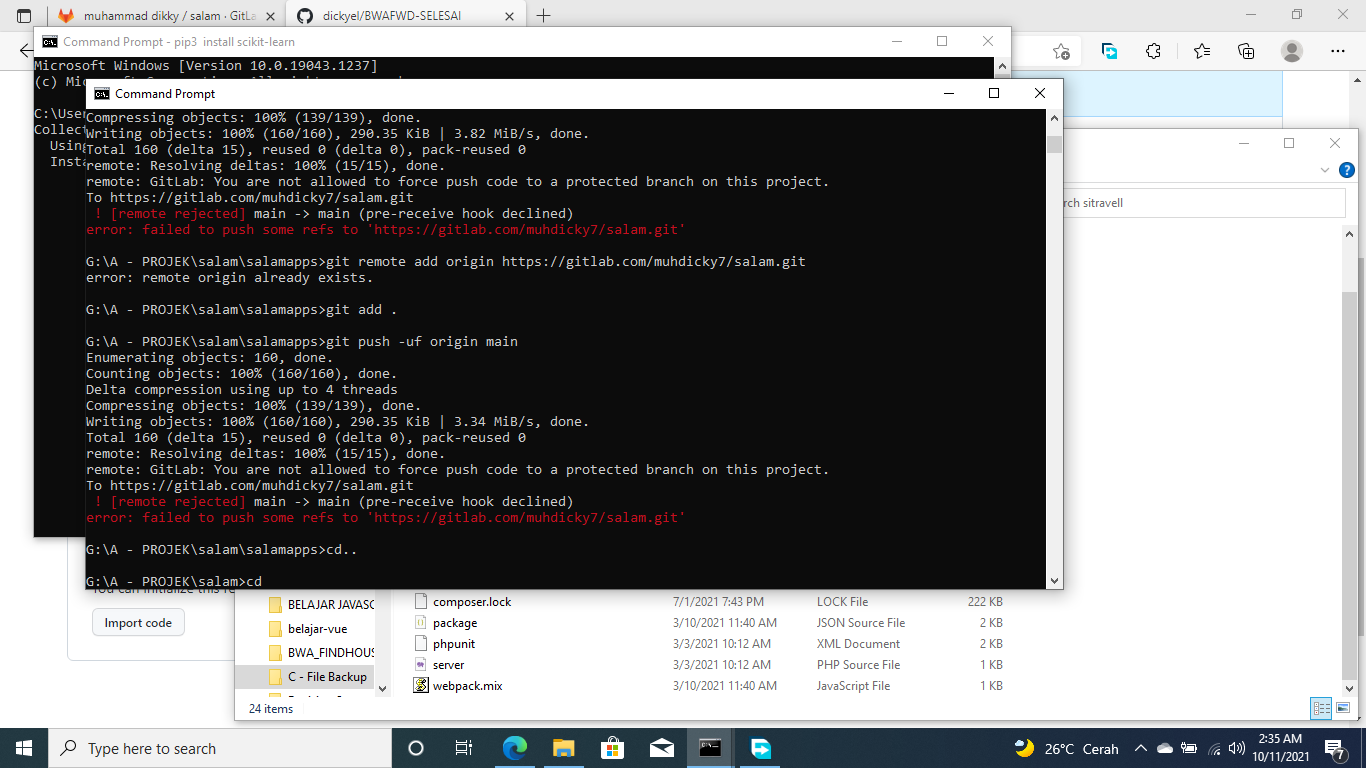 muhammad dikky / salam · GitLa
dickyel/BWAFWD-SELESAI
Command Prompt - pip3 install scikit-learn
Microsoft Windows [Version 10.0.19043.1237]
(c) Mic
C:\User
Collect
Using
Insta
Command Prompt
Compressing objects: 100% (139/139), done.
Writing objects: 100% (160/160), 290.35 KiB | 3.82 MiB/s, done.
Total 160 (delta 15), reused 0 (delta 0), pack-reused 0
remote: Resolving deltas: 100% (15/15), done.
remote: GitLab: You are not allowed to force push code to a protected branch on this project.
To https://gitlab.com/muhdicky7/salam.git
! [remote rejected] main -> main (pre-receive hook declined)
error: failed to push some refs to 'https://gitlab.com/muhdicky7/salam.git'
G:\A - PROJEK\salam\salamapps>git remote add origin https://gitlab.com/muhdicky7/salam.git
error: remote origin already exists.
G:\A - PROJEK\salam\salamapps>git add .
G:\A - PROJEK\salam\salamapps>git push -uf origin main
Enumerating objects: 160, done.
Counting objects: 100% (160/160), done.
Delta compression using up to 4 threads
Compressing objects: 100% (139/139), done.
Writing objects: 100% (160/160), 290.35 KiB | 3.34 MiB/s, done.
Total 160 (delta 15), reused 0 (delta 0), pack-reused 0
remote: Resolving deltas: 100% (15/15), done.
remote: GitLab: You are not allowed to force push code to a protected branch on this project.
To https://gitlab.com/muhdicky7/salam.git
! [remote rejected] main -> main (pre-receive hook declined)
error: failed to push some refs to 'https://gitlab.com/muhdicky7/salam.git'
G:\A - PROJEK\salam\salamapps>cd..
G:\A - PROJEK\salam>cd
rch sitravell
You can initialize this re
Import code
BELAJAR JAVASC
belajar-vue
BWA_FINDHOUS
C - File Backup
composer.lock 7/1/2021 7:43 PM LOCK File 222 KB
package 3/10/2021 11:40 AM JSON Source File 2 KB
phpunit 3/3/2021 10:12 AM XML Document 2 KB
server 3/3/2021 10:12 AM PHP Source File 1 KB
webpack.mix 3/10/2021 11:40 AM JavaScript File 1 KB
24 items
Type here to search
26°C Cerah
2:35 AM
10/11/2021
7